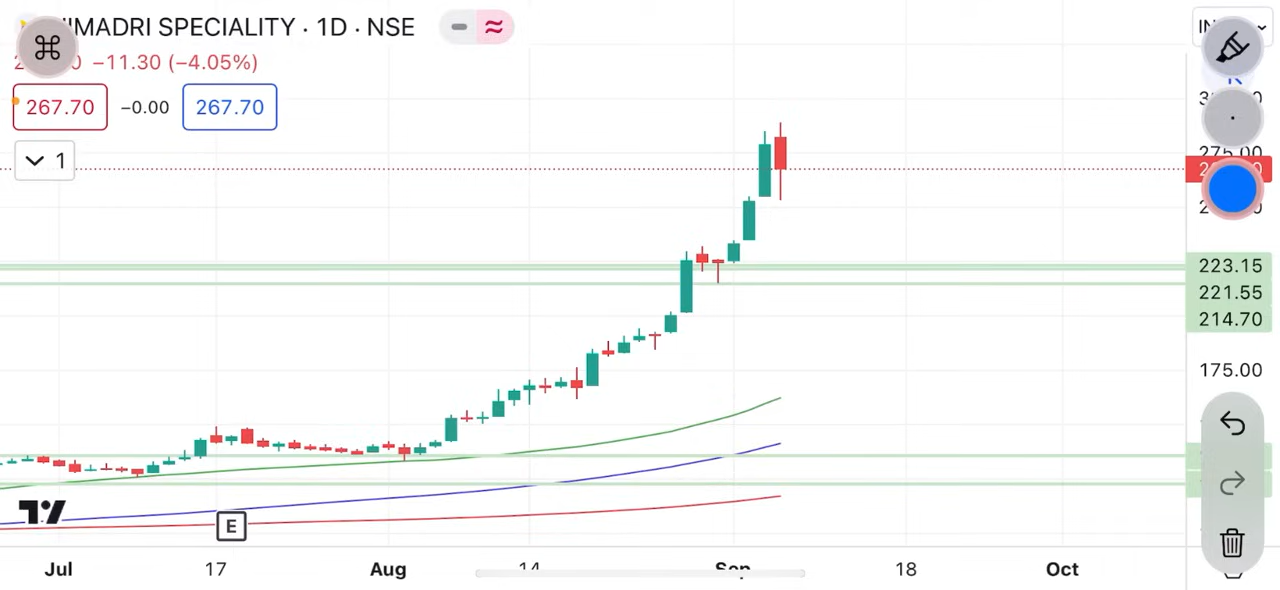 IMADRI SPECIALITY · 1D · NSE
−11.30 (−4.05%)
267.70 −0.00 267.70
1
275.00
223.15
221.55
214.70
175.00
E
Jul 17 Aug 14 Sep 18 Oct